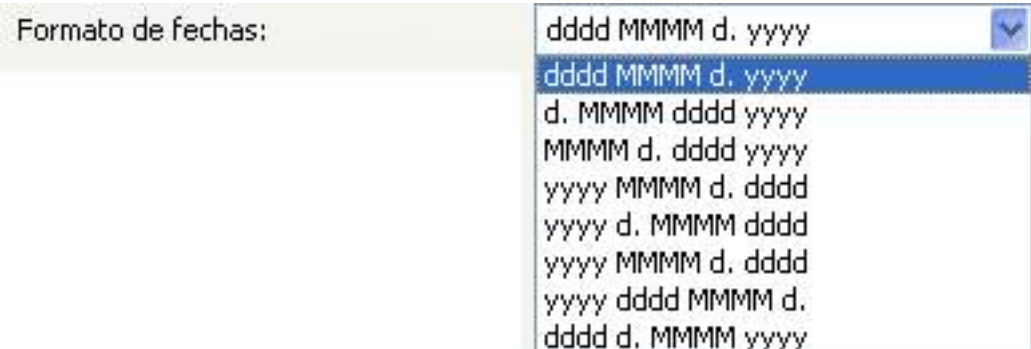 Formato de fechas:
dddd MMMM d. yyyy
dddd MMMM d. yyyy
d. MMMM dddd yyyy
MMMM d. dddd yyyy
yyyy MMMM d. dddd
yyyy d. MMMM dddd
yyyy MMMM d. dddd
yyyy dddd MMMM d.
dddd d. MMMM yyyy